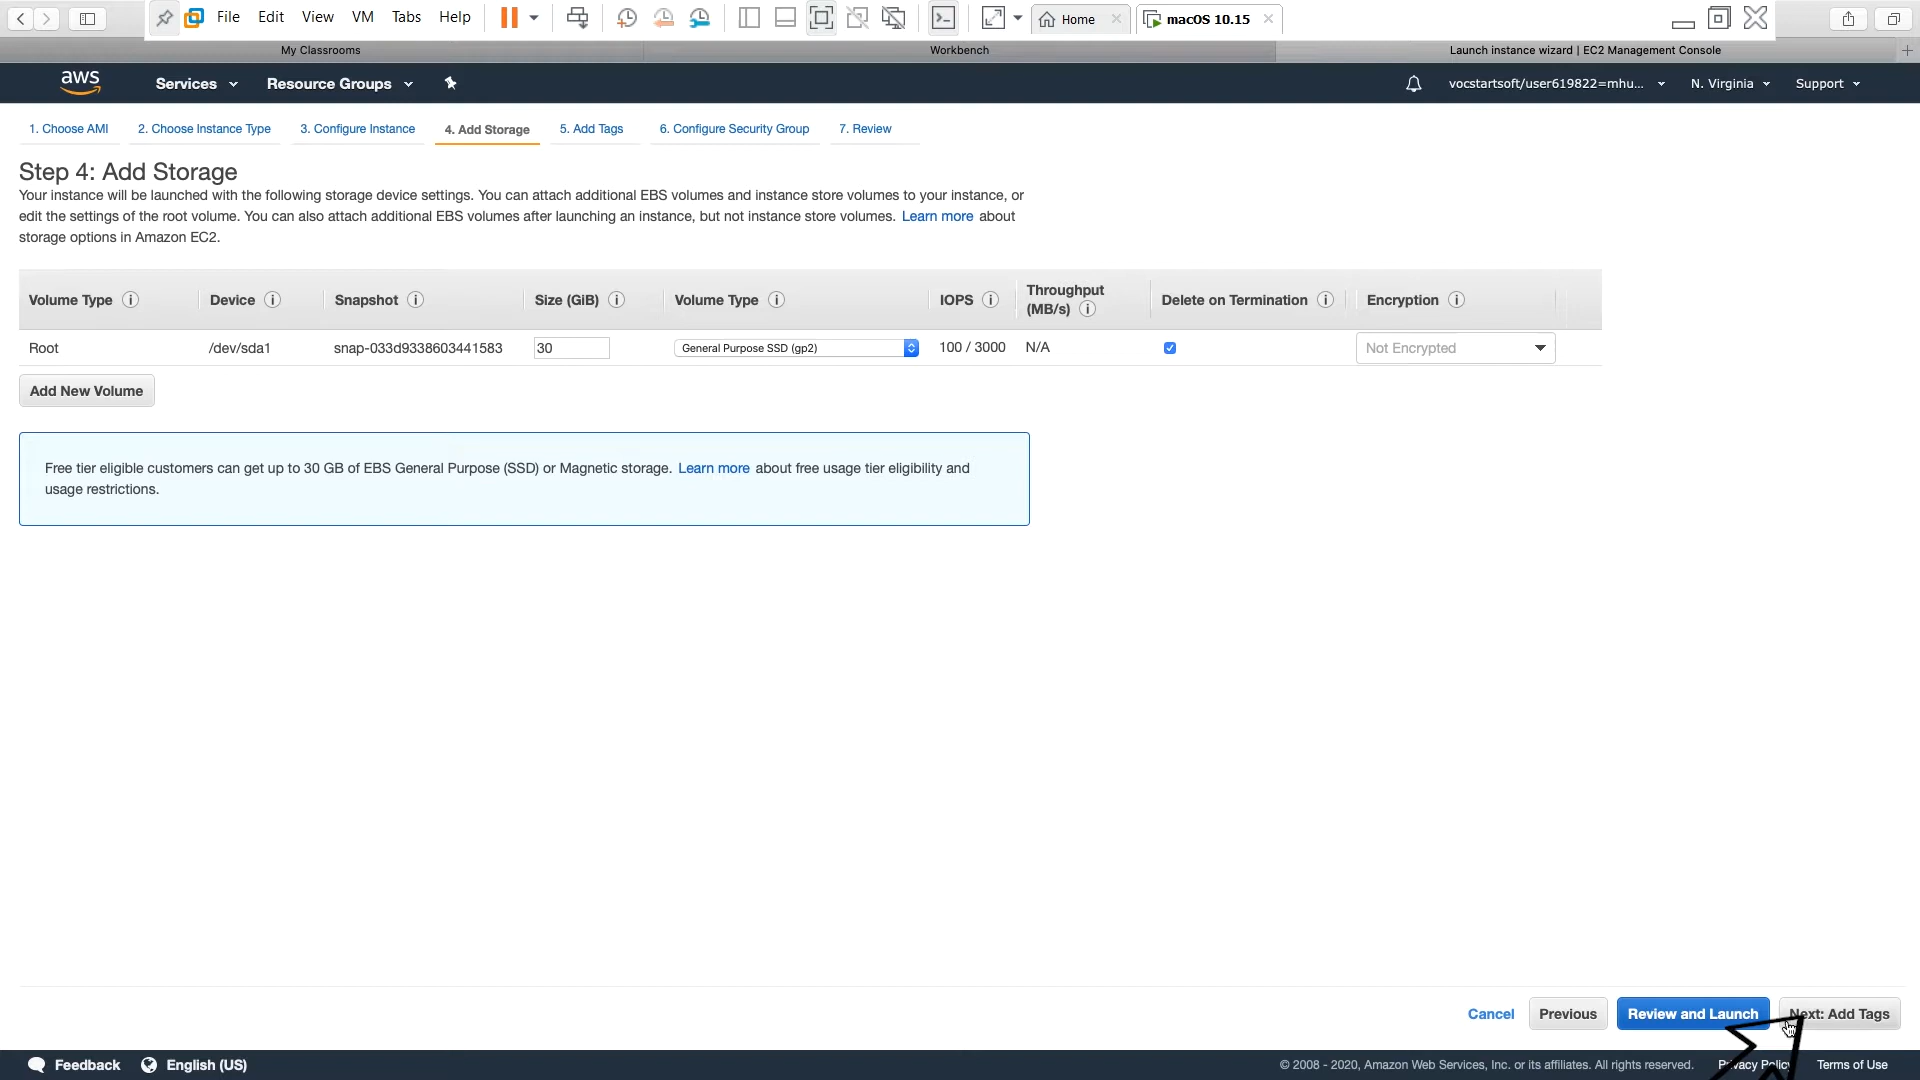 File Edit View VM Tabs Help Home macOS 10.15
My Classrooms Workbench Launch instance wizard | EC2 Management Console
aws Services Resource Groups vocstartsoft/user619822=mhu... N. Virginia Support
1. Choose AMI 2. Choose Instance Type 3. Configure Instance 4. Add Storage 5. Add Tags 6. Configure Security Group 7. Review
Step 4: Add Storage
Your instance will be launched with the following storage device settings. You can attach additional EBS volumes and instance store volumes to your instance, or
edit the settings of the root volume. You can also attach additional EBS volumes after launching an instance, but not instance store volumes. Learn more about
storage options in Amazon EC2.
Volume Type Device Snapshot Size (GiB) Volume Type IOPS Throughput (MB/s) Delete on Termination Encryption
Root /dev/sda1 snap-033d9338603441583 30 General Purpose SSD (gp2) 100 / 3000 N/A Not Encrypted
Add New Volume
Free tier eligible customers can get up to 30 GB of EBS General Purpose (SSD) or Magnetic storage. Learn more about free usage tier eligibility and
usage restrictions.
Cancel Previous Review and Launch Next: Add Tags
Feedback English (US) © 2008 - 2020, Amazon Web Services, Inc. or its affiliates. All rights reserved. Privacy Policy Terms of Use